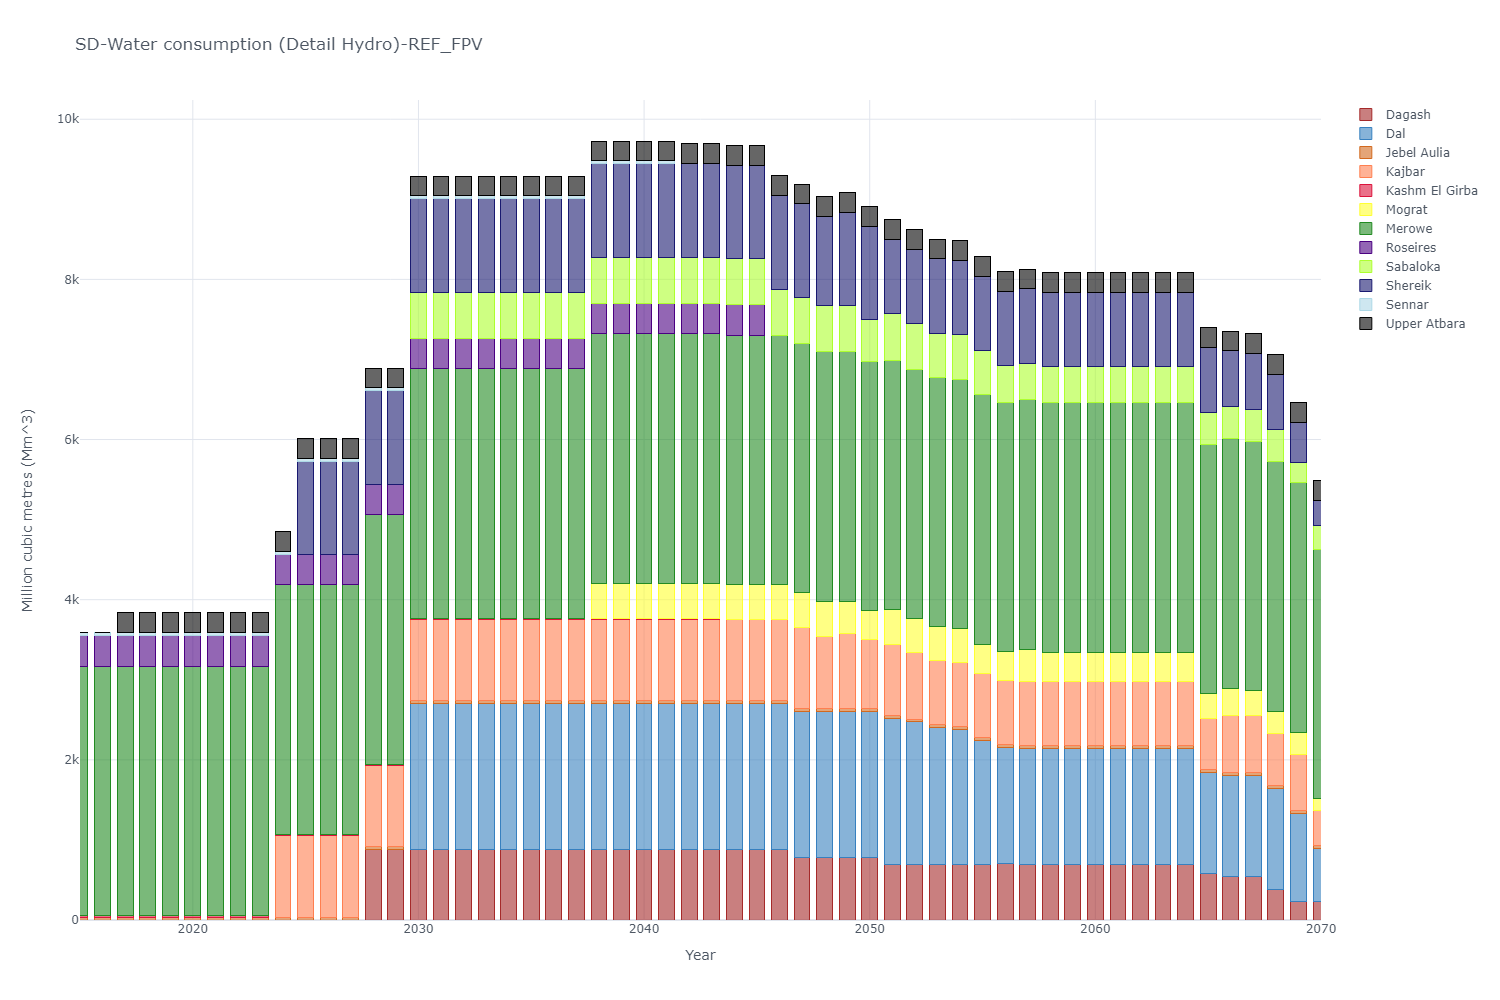 SD-Water consumption (Detail Hydro)-REF_FPV
10k
8k
6k
4k
2k
0
Million cubic metres (Mm^3)
2020
2030
2040
2050
2060
2070
Year
Dagash
Dal
Jebel Aulia
Kajbar
Kashm El Girba
Mograt
Merowe
Roseires
Sabaloka
Shereik
Sennar
Upper Atbara